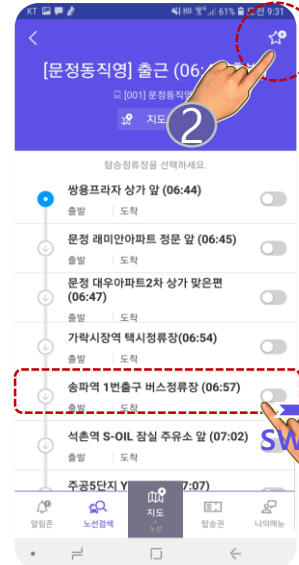 KT 61% 오전 9:31
[문정동직영] 출근 (06:
[001] 문정동직영
지도
2
탑승정류장을 선택하세요.
쌍용프라자 상가 앞 (06:44)
출발 도착
문정 래미안아파트 정문 앞 (06:45)
출발 도착
문정 대우아파트2차 상가 맞은편
(06:47)
출발 도착
가락시장역 택시정류장(06:54)
출발 도착
송파역 1번출구 버스정류장 (06:57)
출발 도착
SW
석촌역 S-OIL 잠실 주유소 앞 (07:02)
출발 도착
주공5단지 Y 7:07)
알림존 노선검색 지도 탑승권 나의메뉴
노선